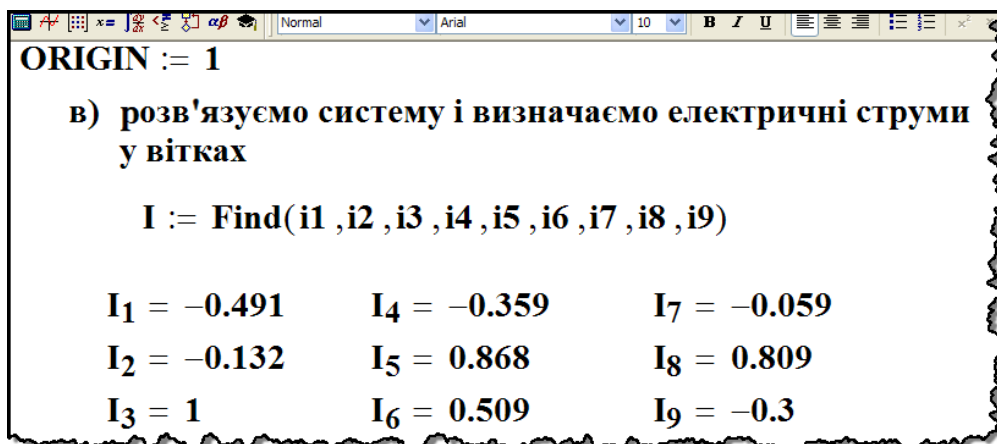 x= αβ Normal Arial 10 B I U x²
ORIGIN := 1
в) розв'язуємо систему і визначаємо електричні струми
у вітках
I := Find(i1 ,i2 ,i3 ,i4 ,i5 ,i6 ,i7 ,i8 ,i9)
I1 = −0.491 I4 = −0.359 I7 = −0.059
I2 = −0.132 I5 = 0.868 I8 = 0.809
I3 = 1 I6 = 0.509 I9 = −0.3